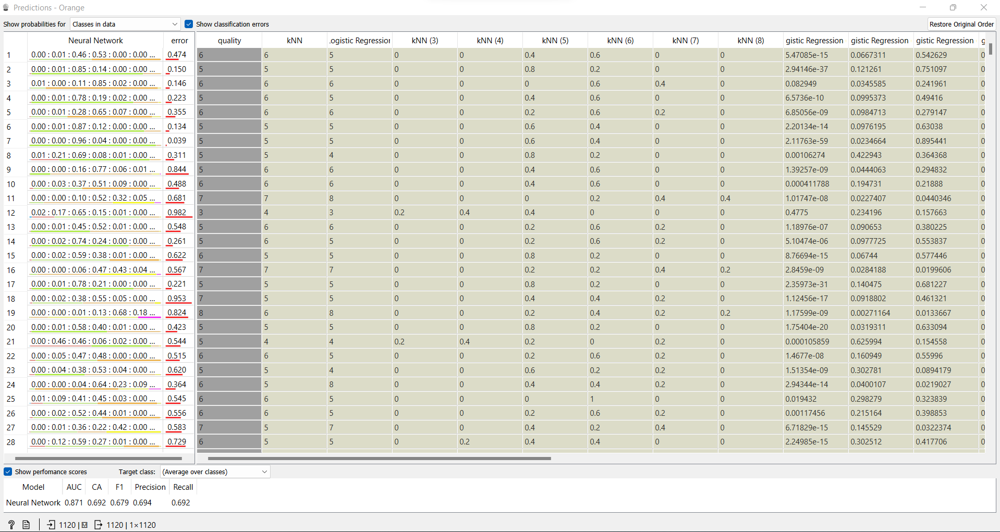 Predictions - Orange
Show probabilities for Classes in data Show classification errors Restore Original Order
Neural Network error quality kNN .ogistic Regression kNN (3) kNN (4) kNN (5) kNN (6) kNN (7) kNN (8) gistic Regression gistic Regression gistic Regression g
1 0.00 : 0.01 : 0.46 : 0.53 : 0.00 : 0.00 ... 0.474 6 6 5 0 0 0.4 0.6 0 0 5.47085e-15 0.0667311 0.542629 0
2 0.00 : 0.01 : 0.85 : 0.14 : 0.00 : 0.00 ... 0.150 5 5 5 0 0 0.8 0.2 0 0 2.94146e-37 0.121261 0.751097 0
3 0.01 : 0.00 : 0.11 : 0.85 : 0.02 : 0.00 ... 0.146 6 6 6 0 0 0 0.6 0.4 0 0.082949 0.0345585 0.241961 0
4 0.00 : 0.01 : 0.78 : 0.19 : 0.02 : 0.00 ... 0.223 5 6 5 0 0 0.4 0.6 0 0 6.5736e-10 0.0995373 0.49416 0
5 0.00 : 0.01 : 0.28 : 0.65 : 0.07 : 0.00 ... 0.355 6 6 6 0 0 0.2 0.6 0.2 0 6.85056e-09 0.0984713 0.279147 0
6 0.00 : 0.01 : 0.87 : 0.12 : 0.00 : 0.00 ... 0.134 5 5 5 0 0 0.6 0.4 0 0 2.20134e-14 0.0976195 0.63038 0
7 0.00 : 0.00 : 0.96 : 0.04 : 0.00 : 0.00 ... 0.039 5 5 5 0 0 0.6 0.4 0 0 2.11763e-59 0.0234664 0.895441 0
8 0.01 : 0.21 : 0.69 : 0.08 : 0.01 : 0.00 ... 0.311 5 5 4 0 0 0.8 0.2 0 0 0.00106274 0.422943 0.364368 0
9 0.00 : 0.00 : 0.16 : 0.77 : 0.06 : 0.01 ... 0.844 5 6 6 0 0 0.4 0.6 0 0 1.39257e-09 0.0444063 0.294832 0
10 0.00 : 0.03 : 0.37 : 0.51 : 0.09 : 0.00 ... 0.488 6 6 6 0 0 0.4 0.6 0 0 0.000411788 0.194731 0.21888 0
11 0.00 : 0.00 : 0.10 : 0.52 : 0.32 : 0.05 ... 0.681 7 7 8 0 0 0 0.2 0.4 0.4 1.01747e-08 0.0227407 0.0440346 0
12 0.02 : 0.17 : 0.65 : 0.15 : 0.01 : 0.00 ... 0.982 3 4 3 0.2 0.4 0.4 0 0 0 0.4775 0.234196 0.157663 0
13 0.00 : 0.01 : 0.45 : 0.52 : 0.01 : 0.00 ... 0.548 5 6 6 0 0 0.2 0.6 0.2 0 1.18976e-07 0.090653 0.380225 0
14 0.00 : 0.02 : 0.74 : 0.24 : 0.00 : 0.00 ... 0.261 5 6 5 0 0 0.2 0.6 0.2 0 5.10474e-06 0.0977725 0.553837 0
15 0.00 : 0.02 : 0.59 : 0.38 : 0.01 : 0.00 ... 0.622 6 5 5 0 0 0.8 0.2 0 0 8.76694e-15 0.06744 0.577446 0
16 0.00 : 0.00 : 0.06 : 0.47 : 0.43 : 0.04 ... 0.567 7 7 7 0 0 0.2 0.2 0.4 0.2 2.8459e-09 0.0284188 0.0199606 0
17 0.00 : 0.01 : 0.78 : 0.21 : 0.00 : 0.00 ... 0.221 5 5 5 0 0 0.8 0.2 0 0 2.35973e-31 0.140475 0.681227 0
18 0.00 : 0.02 : 0.38 : 0.55 : 0.05 : 0.00 ... 0.953 7 5 5 0 0 0.4 0.4 0.2 0 1.12456e-17 0.0918802 0.461321 0
19 0.00 : 0.00 : 0.01 : 0.13 : 0.68 : 0.18 ... 0.824 8 6 8 0 0 0.2 0.4 0.2 0.2 1.17599e-09 0.00271164 0.0133667 0
20 0.00 : 0.01 : 0.58 : 0.40 : 0.01 : 0.00 ... 0.423 5 5 5 0 0 0.8 0.2 0 0 1.75404e-20 0.0319311 0.633094 0
21 0.00 : 0.46 : 0.46 : 0.06 : 0.02 : 0.00 ... 0.544 5 4 4 0.2 0.4 0.2 0 0.2 0 0.000105859 0.625994 0.154558 0
22 0.00 : 0.05 : 0.47 : 0.48 : 0.00 : 0.00 ... 0.515 6 6 5 0 0 0.2 0.6 0.2 0 1.4677e-08 0.160949 0.55996 0
23 0.00 : 0.04 : 0.38 : 0.53 : 0.04 : 0.00 ... 0.620 5 5 4 0 0 0.6 0.2 0.2 0 1.51354e-09 0.302781 0.0894179 0
24 0.00 : 0.00 : 0.04 : 0.64 : 0.23 : 0.09 ... 0.364 6 5 8 0 0 0.4 0.4 0.2 0 2.94344e-14 0.0400107 0.0219027 0
25 0.01 : 0.09 : 0.41 : 0.45 : 0.03 : 0.00 ... 0.545 6 6 5 0 0 0 1 0 0 0.019432 0.298279 0.323839 0
26 0.00 : 0.02 : 0.52 : 0.44 : 0.01 : 0.00 ... 0.556 6 6 5 0 0 0.2 0.6 0.2 0 0.00117456 0.215164 0.398853 0
27 0.00 : 0.01 : 0.36 : 0.22 : 0.42 : 0.00 ... 0.583 7 5 7 0 0 0.4 0.2 0.4 0 6.71829e-15 0.145529 0.0322374 0
28 0.00 : 0.12 : 0.59 : 0.27 : 0.01 : 0.00 ... 0.729 6 5 5 0 0.2 0.4 0.4 0 0 2.24985e-15 0.302512 0.417706 0
Show perfomance scores Target class: (Average over classes)
Model AUC CA F1 Precision Recall
Neural Network 0.871 0.692 0.679 0.694 0.692
? 1120 | M 1120 | 1×1120